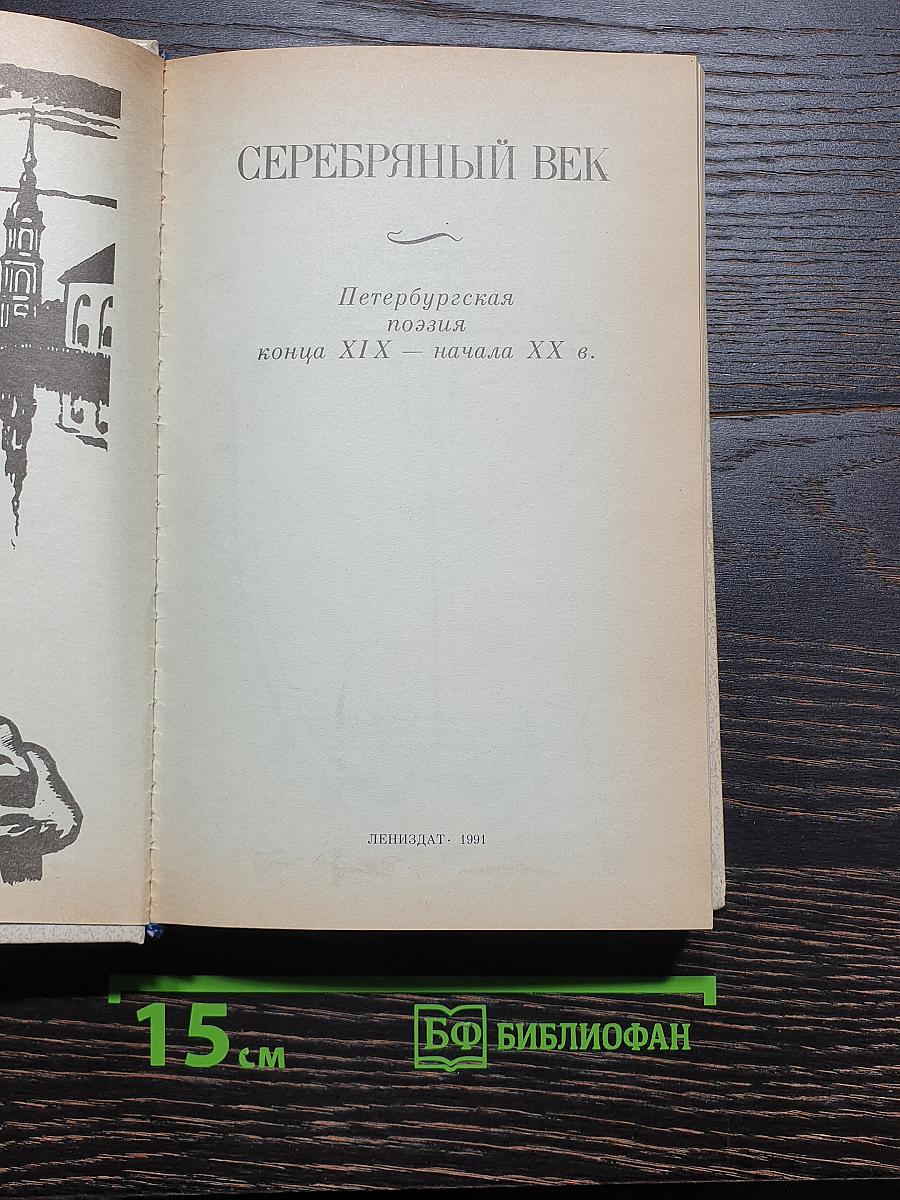 СЕРЕБРЯНЫЙ ВЕК
Петербургская
поэзия
конца XIX — начала XX в.
ЛЕНИЗДАТ · 1991
15 см
БФ БИБЛИОФАН